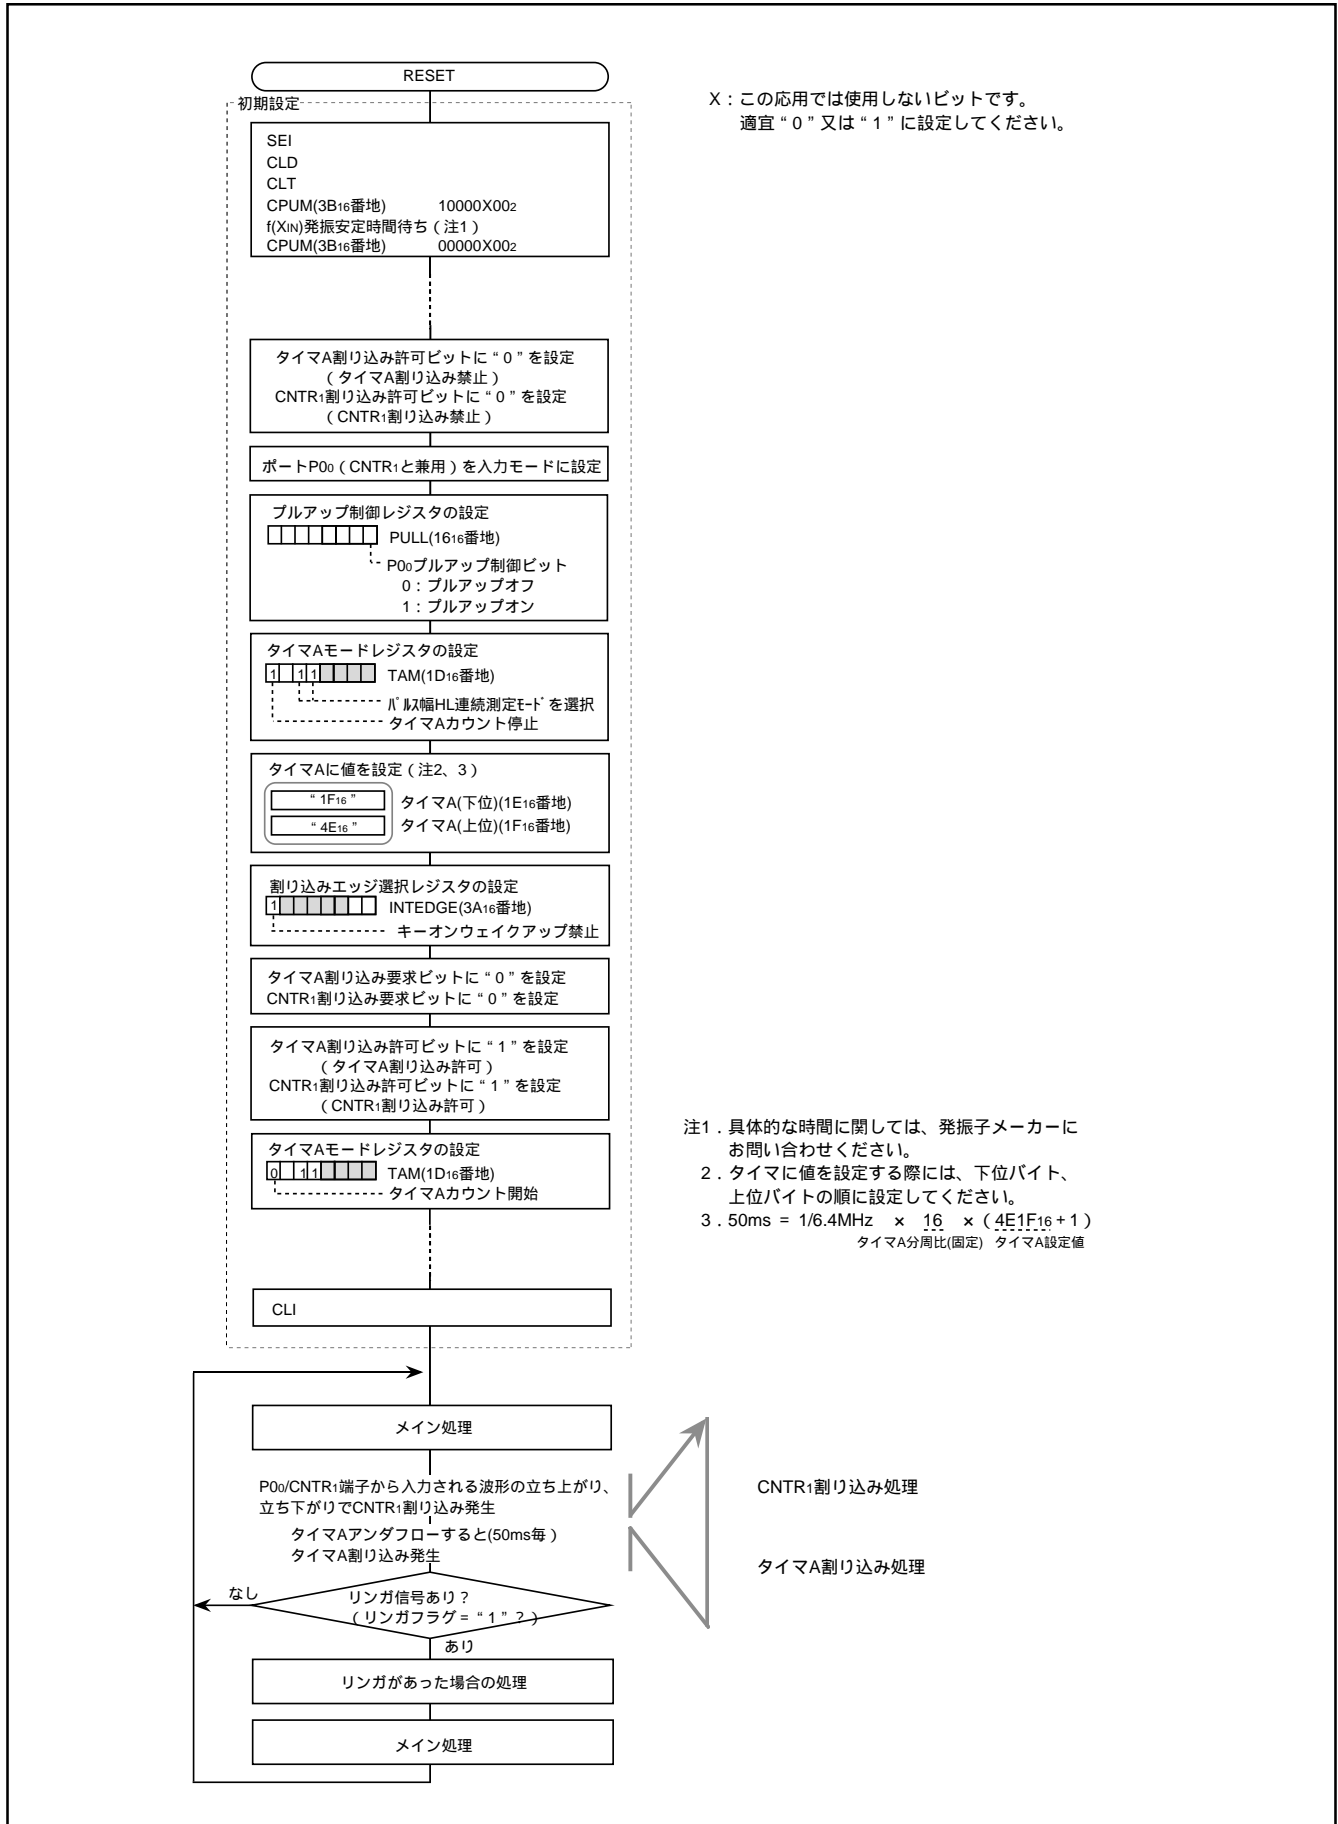 RESET
X：この応用では使用しないビットです。
適宜“0”又は“1”に設定してください。
初期設定
SEI
CLD
CLT
CPUM(3B16番地) 10000X002
f(XIN)発振安定時間待ち（注1）
CPUM(3B16番地) 00000X002
タイマA割り込み許可ビットに“0”を設定
（タイマA割り込み禁止）
CNTR1割り込み許可ビットに“0”を設定
（CNTR1割り込み禁止）
ポートP00（CNTR1と兼用）を入力モードに設定
プルアップ制御レジスタの設定
PULL(1616番地)
P00プルアップ制御ビット
0：プルアップオフ
1：プルアップオン
タイマAモードレジスタの設定
1 1 1 TAM(1D16番地)
ﾊﾟﾙｽ幅HL連続測定ﾓｰﾄﾞを選択
タイマAカウント停止
タイマAに値を設定（注2、3）
“1F16” タイマA(下位)(1E16番地)
“4E16” タイマA(上位)(1F16番地)
割り込みエッジ選択レジスタの設定
1 INTEDGE(3A16番地)
キーオンウェイクアップ禁止
タイマA割り込み要求ビットに“0”を設定
CNTR1割り込み要求ビットに“0”を設定
タイマA割り込み許可ビットに“1”を設定
（タイマA割り込み許可）
CNTR1割り込み許可ビットに“1”を設定
（CNTR1割り込み許可）
タイマAモードレジスタの設定
0 1 1 TAM(1D16番地)
タイマAカウント開始
注1．具体的な時間に関しては、発振子メーカーに
お問い合わせください。
2．タイマに値を設定する際には、下位バイト、
上位バイトの順に設定してください。
3．50ms = 1/6.4MHz × 16 ×（4E1F16+1）
タイマA分周比(固定) タイマA設定値
CLI
メイン処理
P00/CNTR1端子から入力される波形の立ち上がり、
立ち下がりでCNTR1割り込み発生
CNTR1割り込み処理
タイマAアンダフローすると(50ms毎）
タイマA割り込み発生
タイマA割り込み処理
なし
リンガ信号あり？
（リンガフラグ=“1”？）
あり
リンガがあった場合の処理
メイン処理